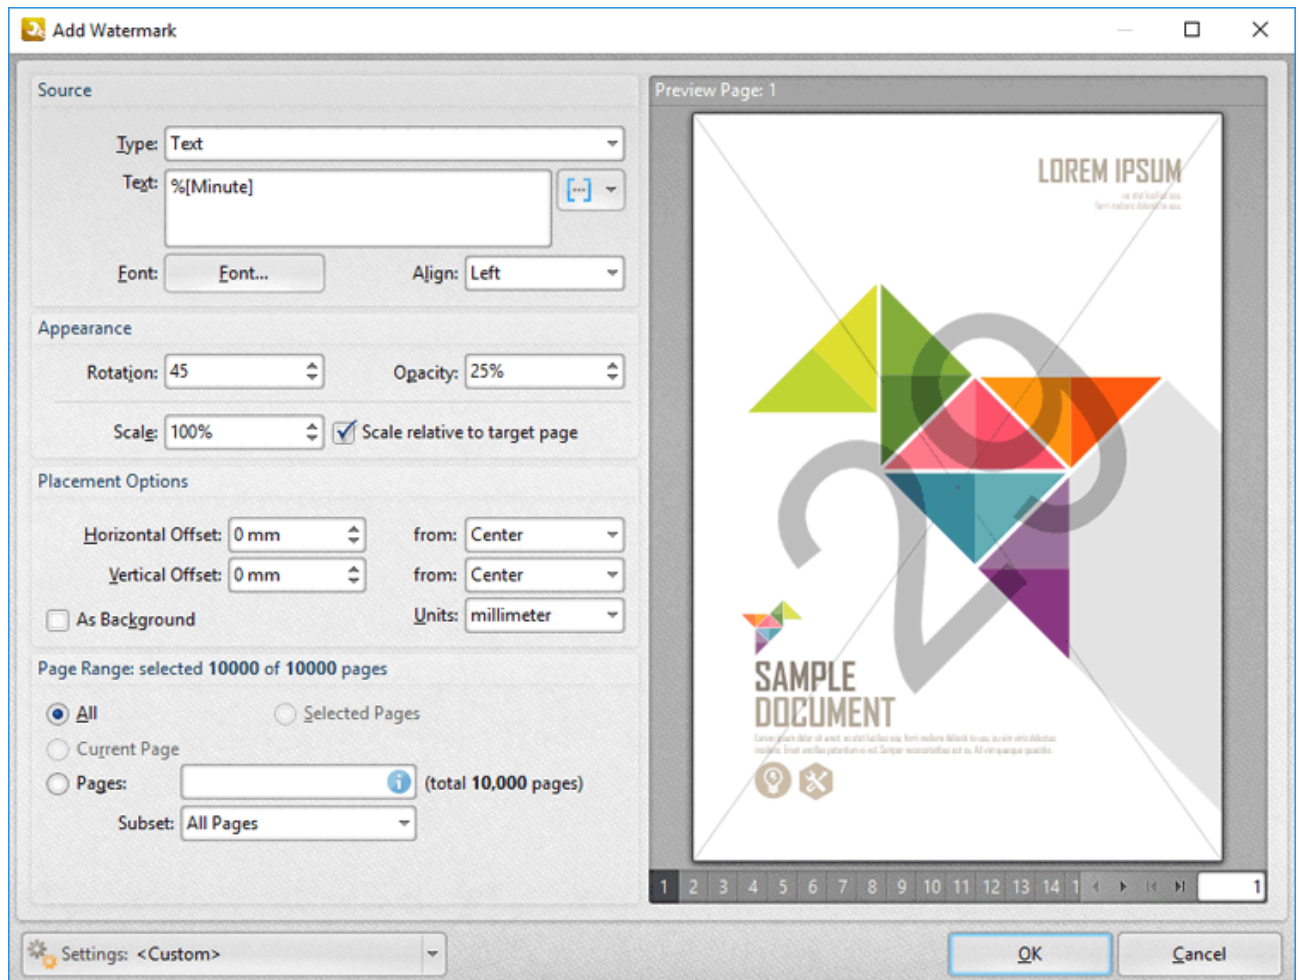 Add Watermark
Source
Type: Text
Text: %[Minute]
Font: Font... Align: Left
Appearance
Rotation: 45 Opacity: 25%
Scale: 100% Scale relative to target page
Placement Options
Horizontal Offset: 0 mm from: Center
Vertical Offset: 0 mm from: Center
As Background Units: millimeter
Page Range: selected 10000 of 10000 pages
All Selected Pages
Current Page
Pages: (total 10,000 pages)
Subset: All Pages
Settings: <Custom>
Preview Page: 1
LOREM IPSUM
29
SAMPLE
DOCUMENT
1 2 3 4 5 6 7 8 9 10 11 12 13 14 1 1
OK Cancel